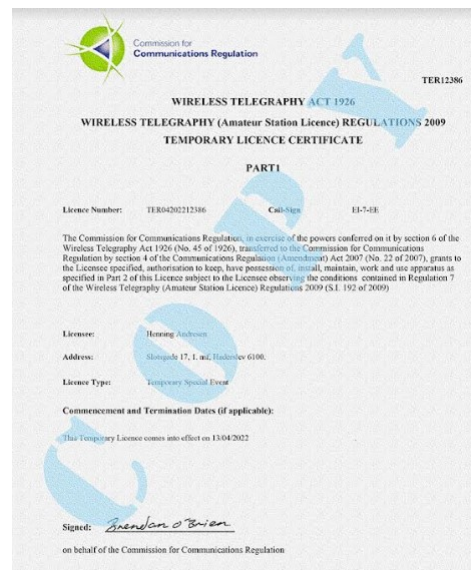 Commission for
Communications Regulation
TER12386
WIRELESS TELEGRAPHY ACT 1926
WIRELESS TELEGRAPHY (Amateur Station Licence) REGULATIONS 2009
TEMPORARY LICENCE CERTIFICATE
PART1
Licence Number: TER04202212386 Call-Sign EI-7-EE
The Commission for Communications Regulation, in exercise of the powers conferred on it by section 6 of the
Wireless Telegraphy Act 1926 (No. 45 of 1926), transferred to the Commission for Communications
Regulation by section 4 of the Communications Regulation (Amendment) Act 2007 (No. 22 of 2007), grants to
the Licensee specified, authorisation to keep, have possession of, install, maintain, work and use apparatus as
specified in Part 2 of this Licence subject to the Licensee observing the conditions contained in Regulation 7
of the Wireless Telegraphy (Amateur Station Licence) Regulations 2009 (S.I. 192 of 2009)
Licensee: Henning Andresen
Address: 17, 1. Haderslev 6100.
Licence Type: Temporary Special Event
Commencement and Termination Dates (if applicable):
This Temporary Licence comes into effect on 13/04/2022
Signed: Brendan O'Brien
on behalf of the Commission for Communications Regulation
COPY